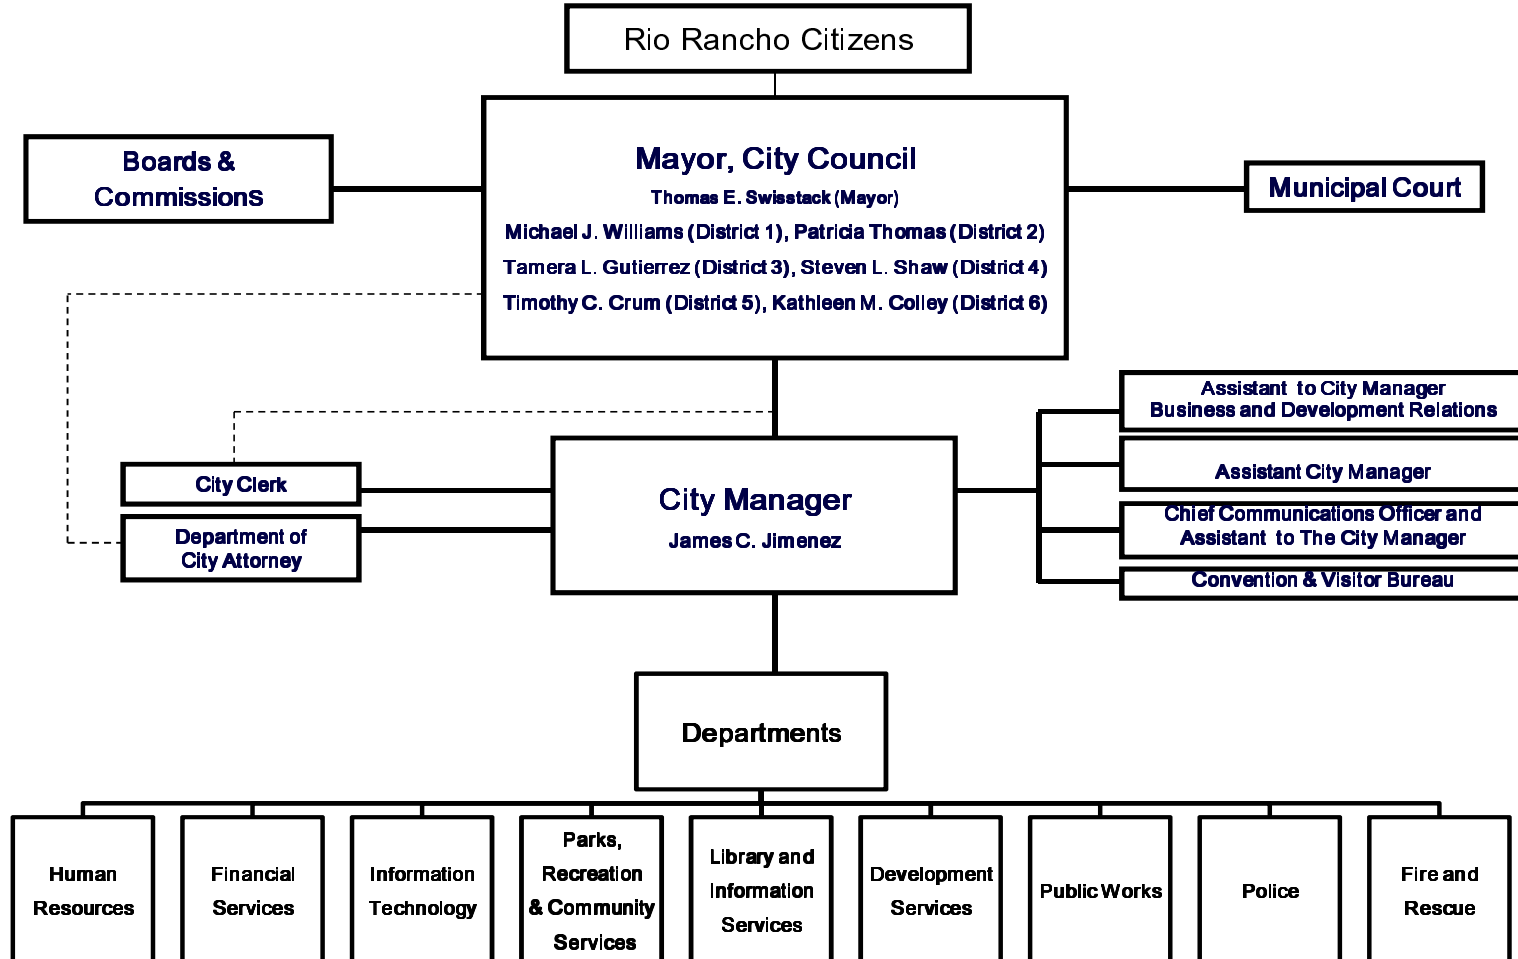 Rio Rancho Citizens
Boards &
Commissions
Mayor, City Council
Thomas E. Swisstack (Mayor)
Michael J. Williams (District 1), Patricia Thomas (District 2)
Tamera L. Gutierrez (District 3), Steven L. Shaw (District 4)
Timothy C. Crum (District 5), Kathleen M. Colley (District 6)
Municipal Court
City Clerk
Department of
City Attorney
City Manager
James C. Jimenez
Assistant to City Manager
Business and Development Relations
Assistant City Manager
Chief Communications Officer and
Assistant to The City Manager
Convention & Visitor Bureau
Departments
Human
Resources
Financial
Services
Information
Technology
Parks,
Recreation
& Community
Services
Library and
Information
Services
Development
Services
Public Works
Police
Fire and
Rescue